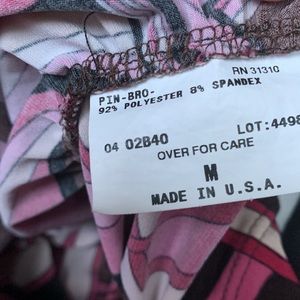 PIN-BRO- RN 31310
92% POLYESTER 8% SPANDEX
04 02B40 LOT:4498
OVER FOR CARE
M
MADE IN U.S.A.